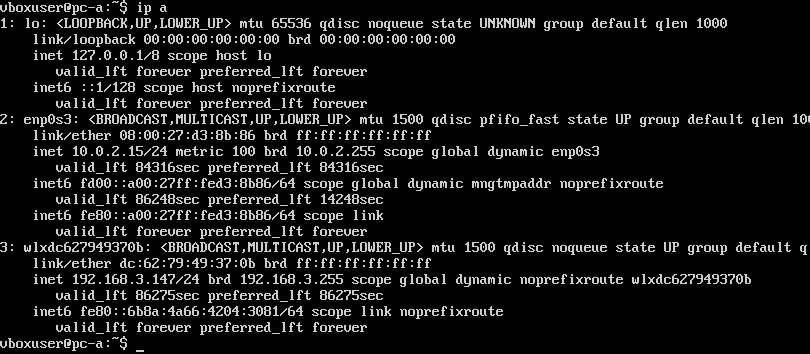 vboxuser@pc-a:~$ ip a
1: lo: <LOOPBACK,UP,LOWER_UP> mtu 65536 qdisc noqueue state UNKNOWN group default qlen 1000
    link/loopback 00:00:00:00:00:00 brd 00:00:00:00:00:00
    inet 127.0.0.1/8 scope host lo
       valid_lft forever preferred_lft forever
    inet6 ::1/128 scope host noprefixroute
       valid_lft forever preferred_lft forever
2: enp0s3: <BROADCAST,MULTICAST,UP,LOWER_UP> mtu 1500 qdisc pfifo_fast state UP group default qlen 100
    link/ether 08:00:27:d3:8b:86 brd ff:ff:ff:ff:ff:ff
    inet 10.0.2.15/24 metric 100 brd 10.0.2.255 scope global dynamic enp0s3
       valid_lft 84316sec preferred_lft 84316sec
    inet6 fd00::a00:27ff:fed3:8b86/64 scope global dynamic mngtmpaddr noprefixroute
       valid_lft 86248sec preferred_lft 14248sec
    inet6 fe80::a00:27ff:fed3:8b86/64 scope link
       valid_lft forever preferred_lft forever
3: wlxdc627949370b: <BROADCAST,MULTICAST,UP,LOWER_UP> mtu 1500 qdisc noqueue state UP group default q
    link/ether dc:62:79:49:37:0b brd ff:ff:ff:ff:ff:ff
    inet 192.168.3.147/24 brd 192.168.3.255 scope global dynamic noprefixroute wlxdc627949370b
       valid_lft 86275sec preferred_lft 86275sec
    inet6 fe80::6b8a:4a66:4204:3081/64 scope link noprefixroute
       valid_lft forever preferred_lft forever
vboxuser@pc-a:~$ _